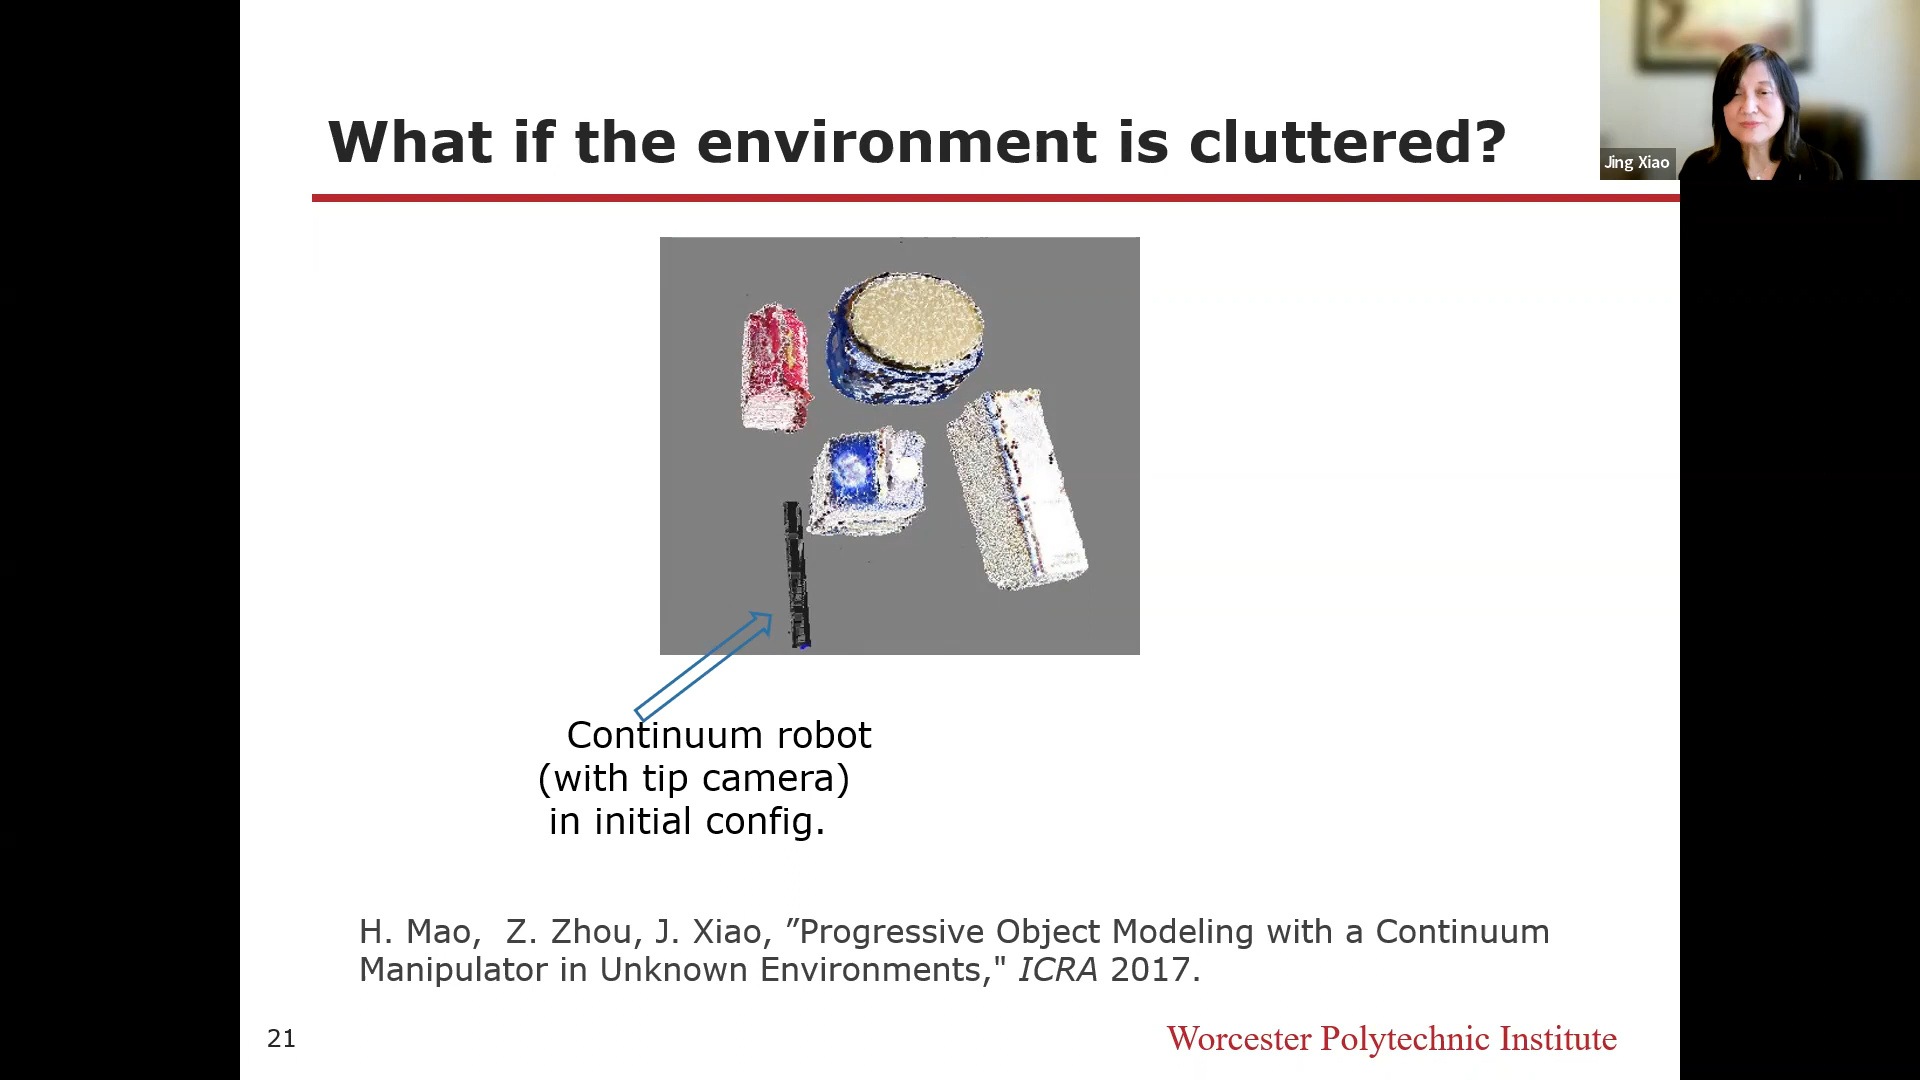 What if the environment is cluttered?
Jing Xiao
Continuum robot
(with tip camera)
in initial config.
H. Mao,  Z. Zhou, J. Xiao, ”Progressive Object Modeling with a Continuum
Manipulator in Unknown Environments," ICRA 2017.
21
Worcester Polytechnic Institute